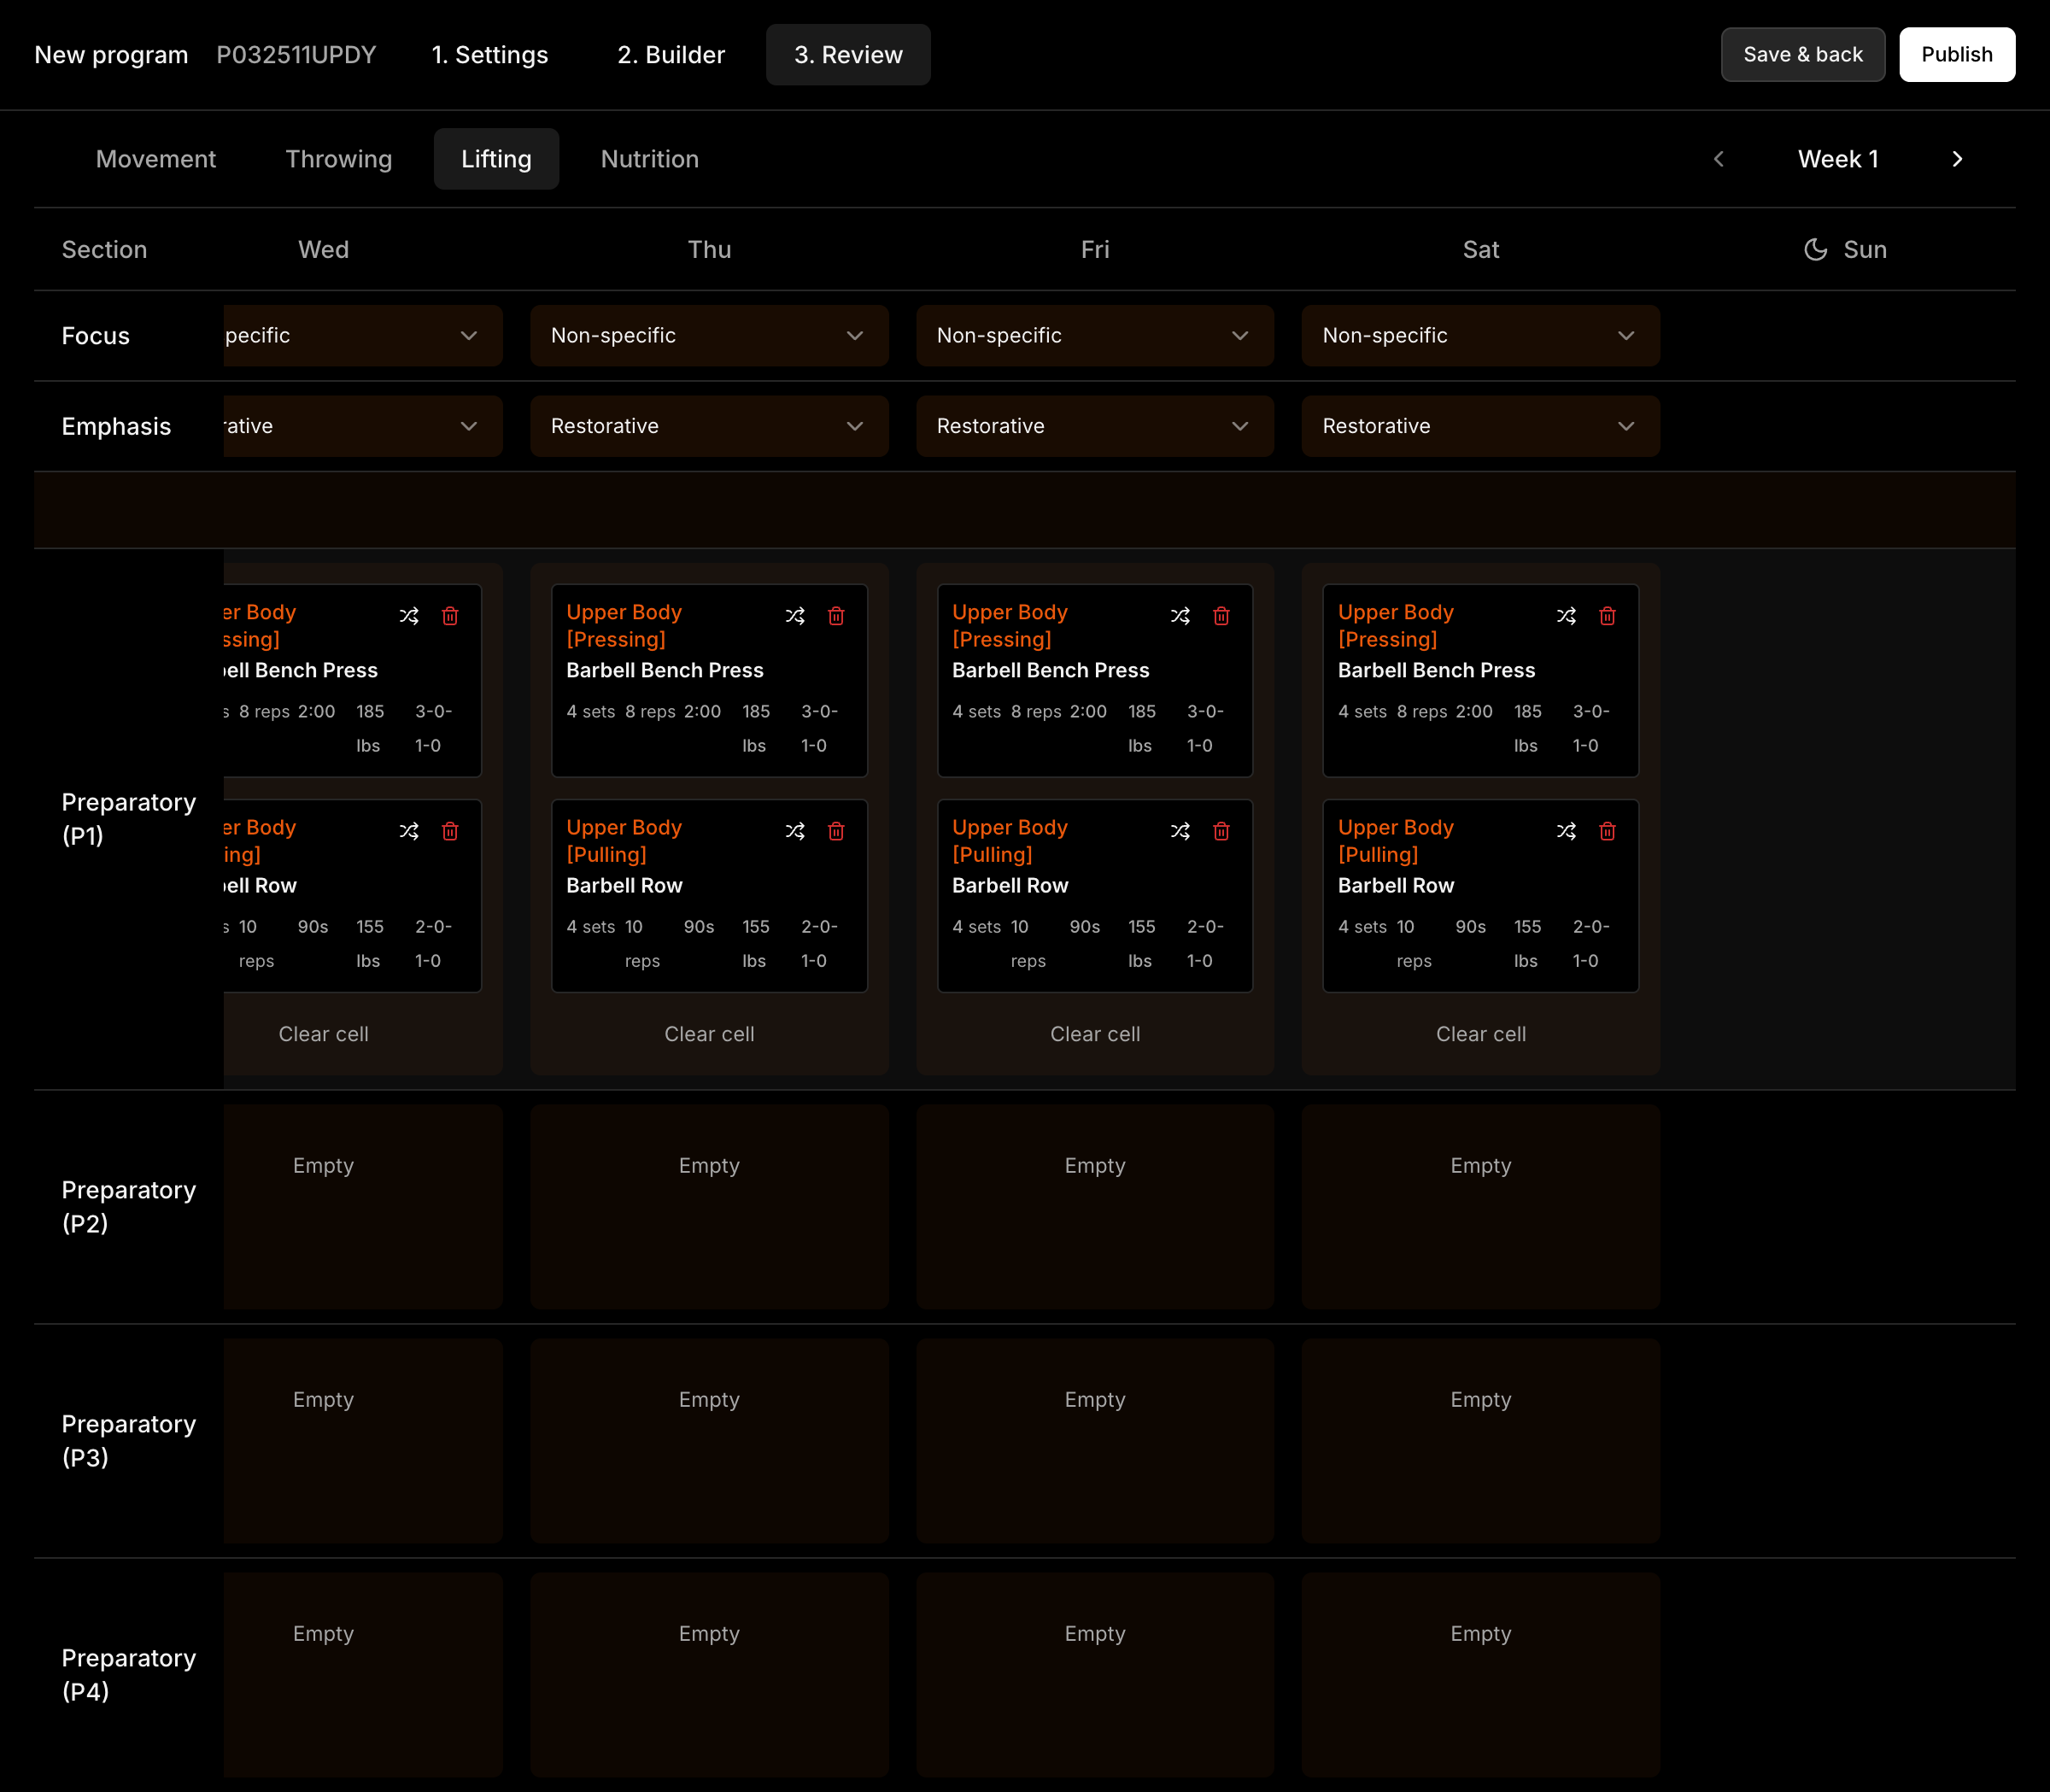 New program P032511UPDY 1. Settings 2. Builder 3. Review Save & back Publish
Movement Throwing Lifting Nutrition Week 1
Section Wed Thu Fri Sat Sun
Focus pecific Non-specific Non-specific Non-specific
Emphasis rative Restorative Restorative Restorative
er Body Upper Body Upper Body Upper Body
ssing] [Pressing] [Pressing] [Pressing]
bell Bench Press Barbell Bench Press Barbell Bench Press Barbell Bench Press
s 8 reps 2:00 185 3-0- 4 sets 8 reps 2:00 185 3-0- 4 sets 8 reps 2:00 185 3-0- 4 sets 8 reps 2:00 185 3-0-
lbs 1-0 lbs 1-0 lbs 1-0 lbs 1-0
Preparatory
(P1)
er Body Upper Body Upper Body Upper Body
ing] [Pulling] [Pulling] [Pulling]
bell Row Barbell Row Barbell Row Barbell Row
s 10 90s 155 2-0- 4 sets 10 90s 155 2-0- 4 sets 10 90s 155 2-0- 4 sets 10 90s 155 2-0-
reps lbs 1-0 reps lbs 1-0 reps lbs 1-0 reps lbs 1-0
Clear cell Clear cell Clear cell Clear cell
Preparatory
(P2)
Empty Empty Empty Empty
Preparatory
(P3)
Empty Empty Empty Empty
Preparatory
(P4)
Empty Empty Empty Empty